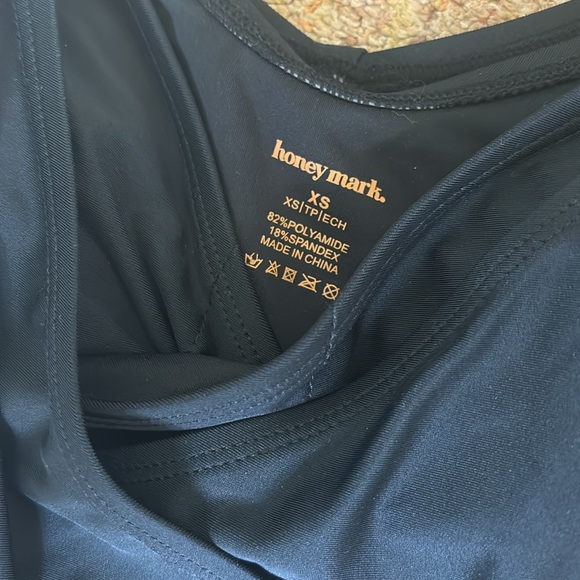 honey mark.
XS
XS|TP|ECH
82%POLYAMIDE
18%SPANDEX
MADE IN CHINA